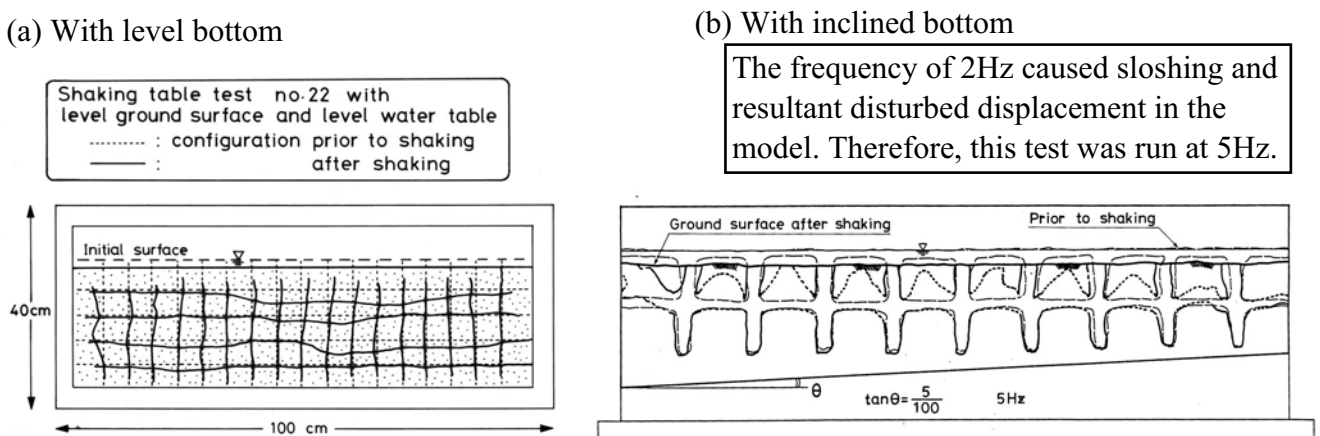 (a) With level bottom
Shaking table test no·22 with
level ground surface and level water table
: configuration prior to shaking
: after shaking
Initial surface
40cm
100 cm
(b) With inclined bottom
The frequency of 2Hz caused sloshing and
resultant disturbed displacement in the
model. Therefore, this test was run at 5Hz.
Ground surface after shaking
Prior to shaking
θ
tanθ=5/100 5Hz